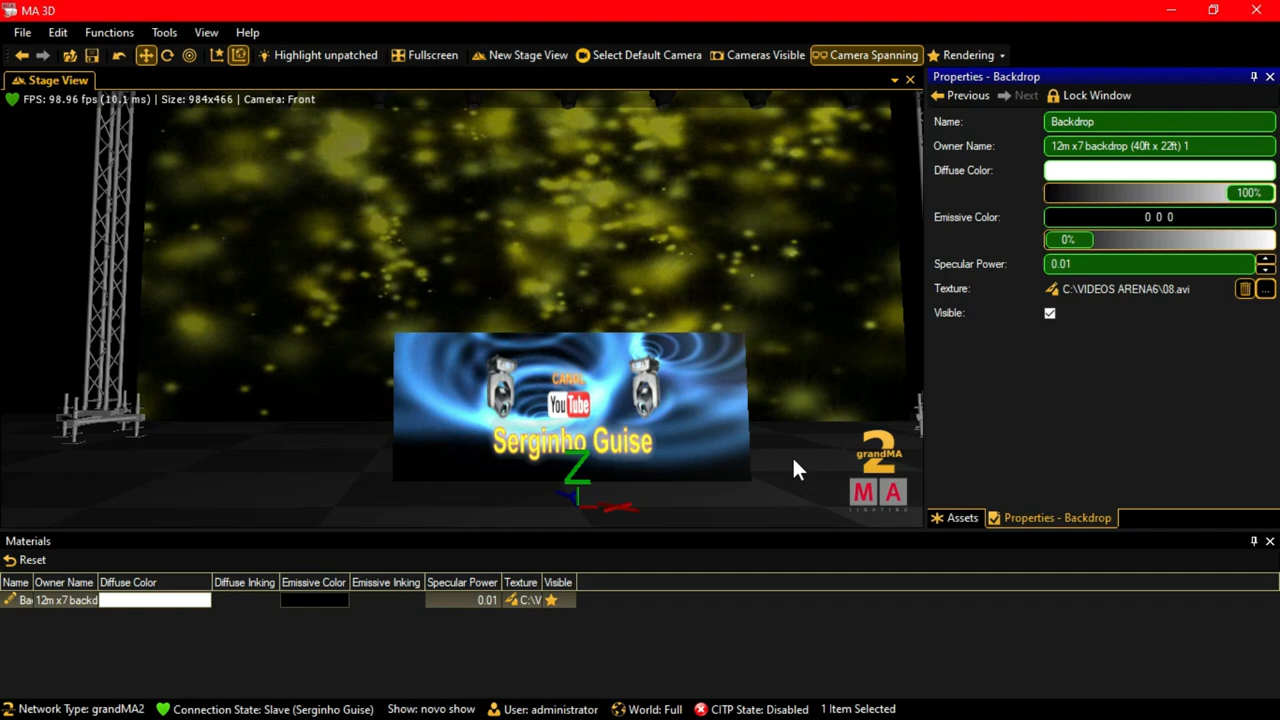 MA 3D
File Edit Functions Tools View Help
Highlight unpatched Fullscreen New Stage View Select Default Camera Cameras Visible Camera Spanning Rendering
Stage View
FPS: 98.96 fps (10.1 ms) | Size: 984x466 | Camera: Front
CANAL
YouTube
Serginho Guise
Z
2
grandMA
MA
LIGHTING
Properties - Backdrop
Previous Next Lock Window
Name: Backdrop
Owner Name: 12m x7 backdrop (40ft x 22ft) 1
Diffuse Color:
100%
Emissive Color: 0 0 0
0%
Specular Power: 0.01
Texture: C:\VIDEOS ARENA6\08.avi ...
Visible:
Assets Properties - Backdrop
Materials
Reset
Name Owner Name Diffuse Color Diffuse Inking Emissive Color Emissive Inking Specular Power Texture Visible
Ba 12m x7 backd 0.01 C:\V
2 Network Type: grandMA2 Connection State: Slave (Serginho Guise) Show: novo show User: administrator World: Full CITP State: Disabled 1 Item Selected